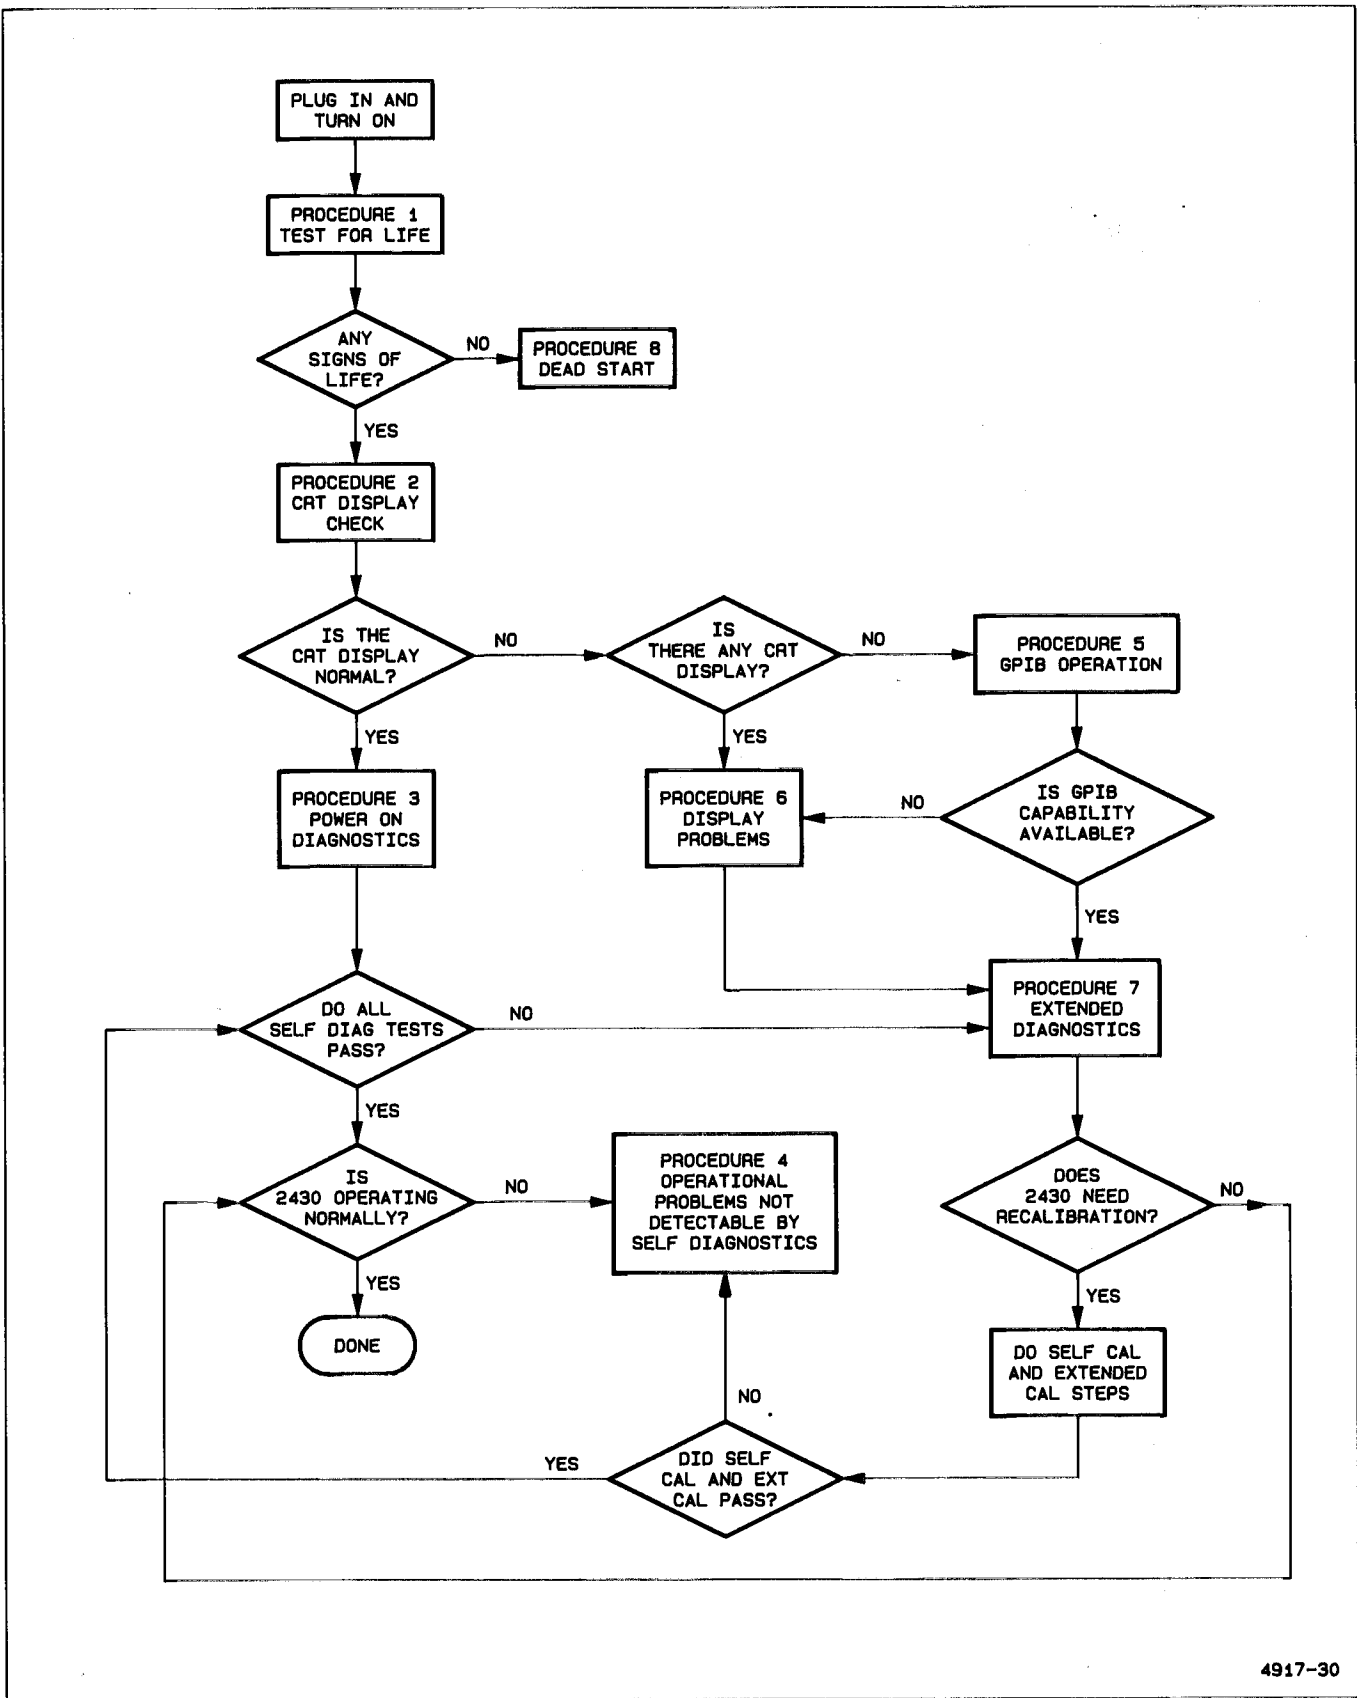 PLUG IN AND
TURN ON
PROCEDURE 1
TEST FOR LIFE
ANY
SIGNS OF
LIFE?
NO
PROCEDURE 8
DEAD START
YES
PROCEDURE 2
CRT DISPLAY
CHECK
IS THE
CRT DISPLAY
NORMAL?
NO
IS
THERE ANY CRT
DISPLAY?
NO
PROCEDURE 5
GPIB OPERATION
YES
YES
PROCEDURE 3
POWER ON
DIAGNOSTICS
PROCEDURE 6
DISPLAY
PROBLEMS
NO
IS GPIB
CAPABILITY
AVAILABLE?
YES
DO ALL
SELF DIAG TESTS
PASS?
NO
PROCEDURE 7
EXTENDED
DIAGNOSTICS
YES
IS
2430 OPERATING
NORMALLY?
NO
PROCEDURE 4
OPERATIONAL
PROBLEMS NOT
DETECTABLE BY
SELF DIAGNOSTICS
DOES
2430 NEED
RECALIBRATION?
NO
YES
DONE
YES
DO SELF CAL
AND EXTENDED
CAL STEPS
NO
YES
DID SELF
CAL AND EXT
CAL PASS?
4917-30